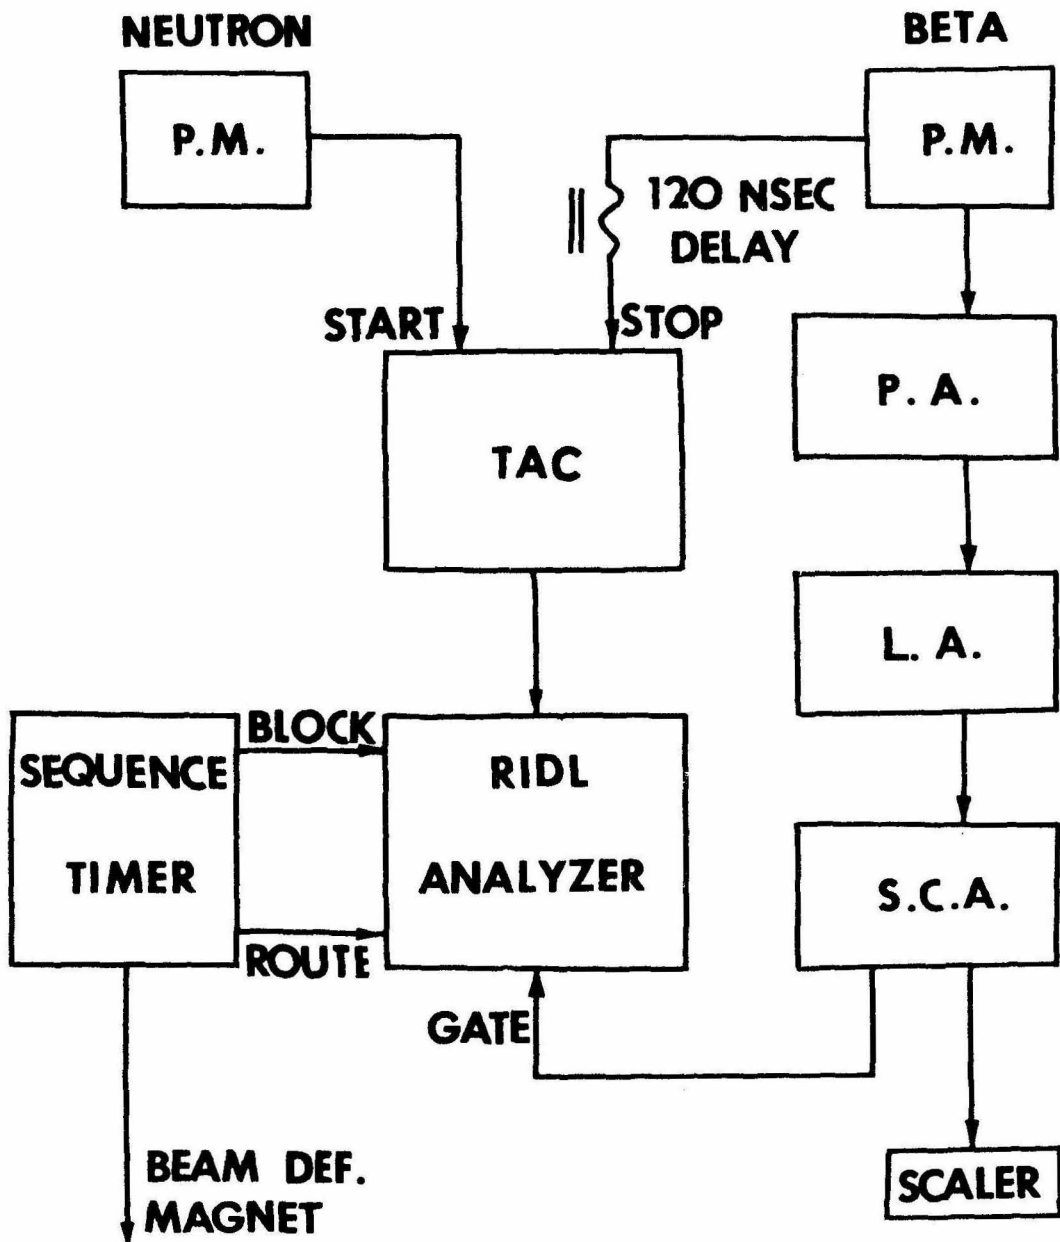 NEUTRON
BETA
P.M.
P.M.
120 NSEC
DELAY
START
STOP
P. A.
TAC
L. A.
BLOCK
SEQUENCE
TIMER
RIDL
ANALYZER
S.C.A.
ROUTE
GATE
BEAM DEF.
MAGNET
SCALER